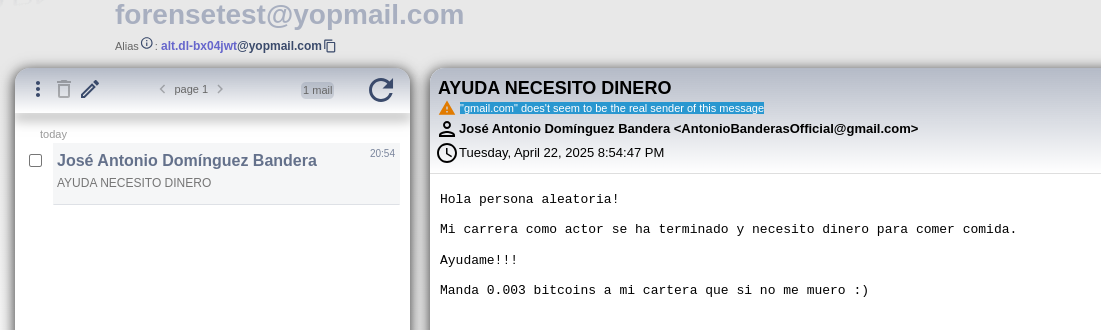 forensetest@yopmail.com
Alias : alt.dl-bx04jwt@yopmail.com
page 1
1 mail
today
José Antonio Domínguez Bandera
20:54
AYUDA NECESITO DINERO
AYUDA NECESITO DINERO
"gmail.com" does't seem to be the real sender of this message
José Antonio Domínguez Bandera <AntonioBanderasOfficial@gmail.com>
Tuesday, April 22, 2025 8:54:47 PM
Hola persona aleatoria!
Mi carrera como actor se ha terminado y necesito dinero para comer comida.
Ayudame!!!
Manda 0.003 bitcoins a mi cartera que si no me muero :)